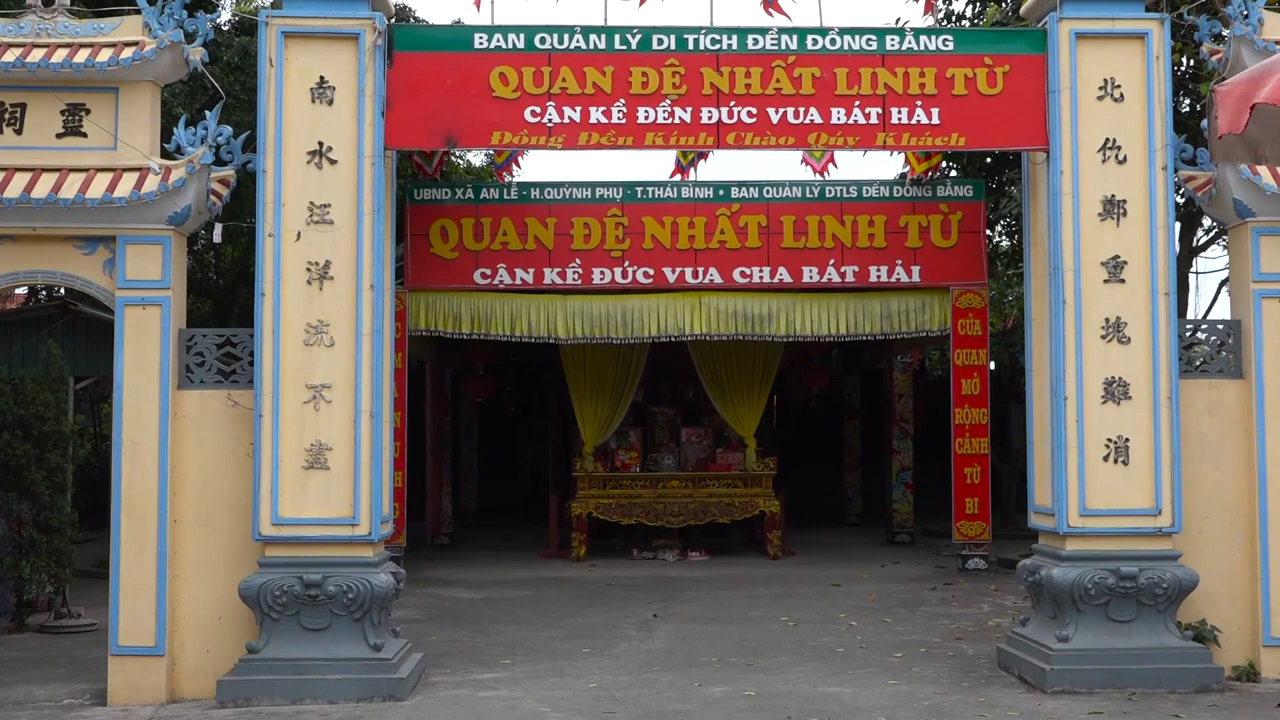 BAN QUẢN LÝ DI TÍCH ĐỀN ĐỒNG BẰNG
QUAN ĐỆ NHẤT LINH TỪ
CẬN KỀ ĐỀN ĐỨC VUA BÁT HẢI
Đồng Đền Kính Chào Qúy Khách
UBND XÃ AN LỄ - H.QUỲNH PHỤ - T.THÁI BÌNH • BAN QUẢN LÝ DTLS ĐỀN ĐỒNG BẰNG
QUAN ĐỆ NHẤT LINH TỪ
CẬN KỀ ĐỨC VUA CHA BÁT HẢI
祠靈
南水汪洋流不盡
北仇鄭重塊難消
CỬA QUAN MỞ RỘNG CẢNH TỪ BI